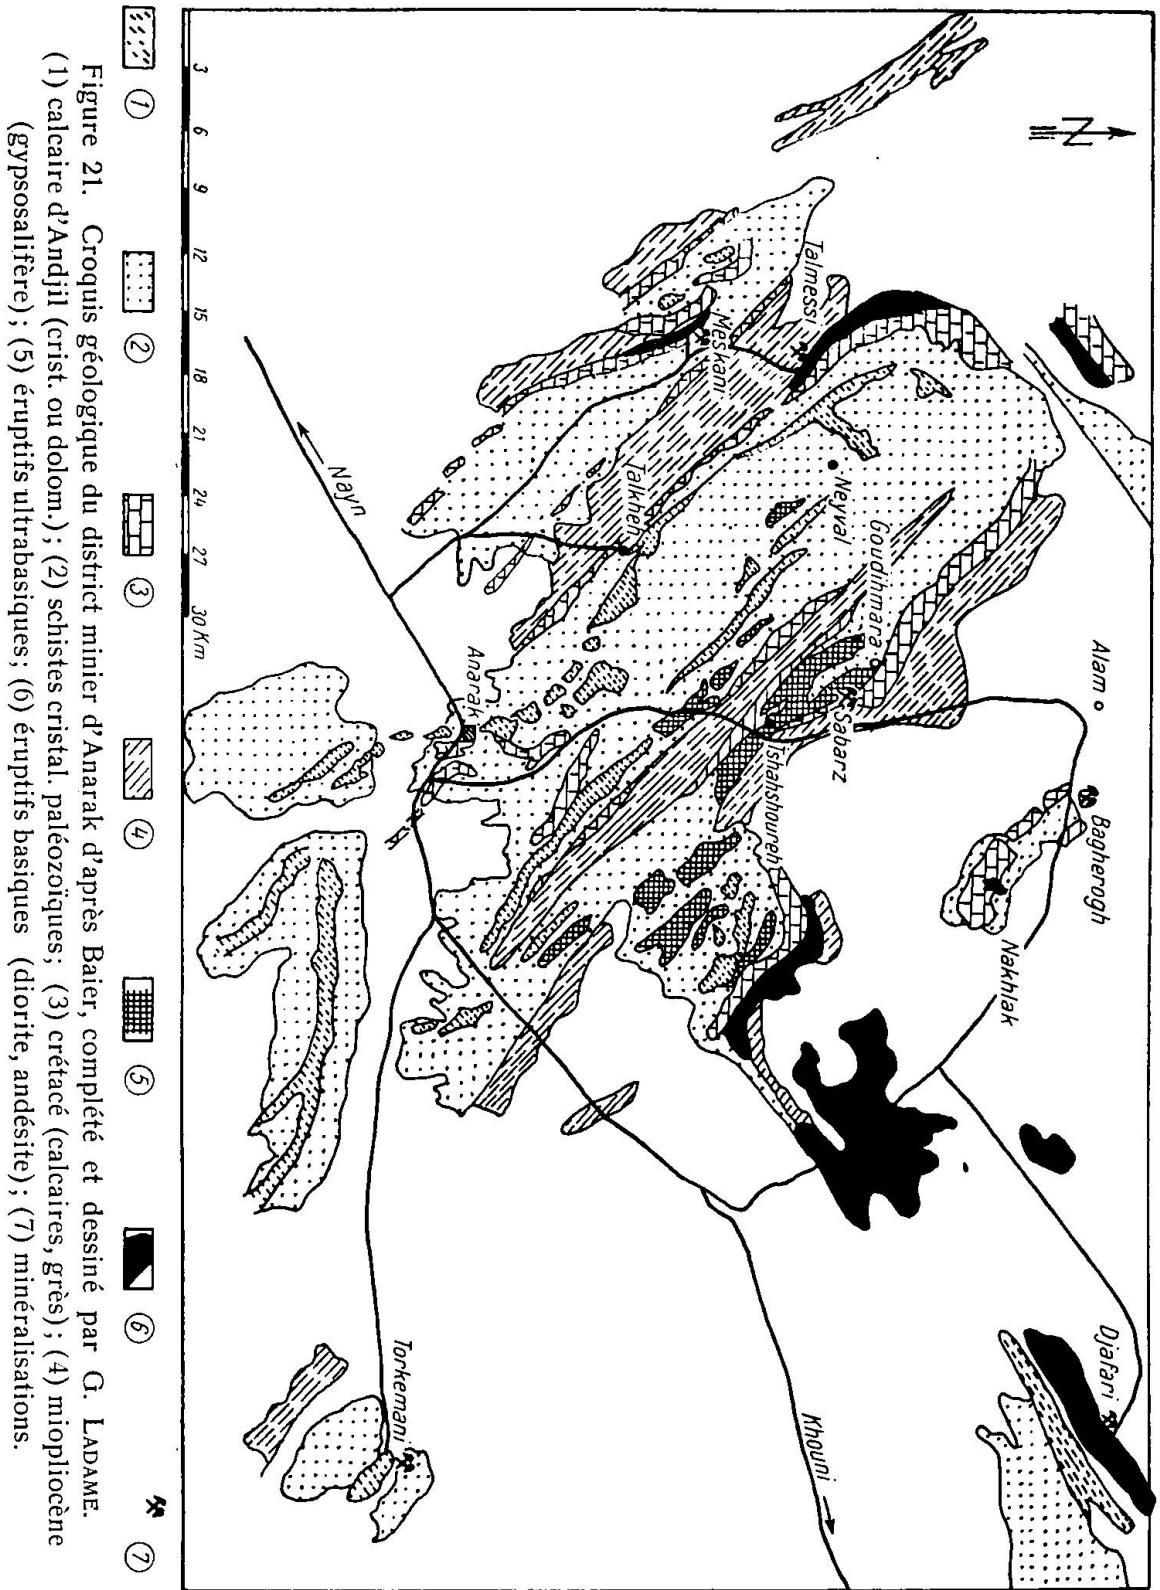 N
Alam
Bagherogh
Nakhlak
Djafari
Talmessi
Meskani
Neyval
Goudihmara
Saharz
Tshahshoureh
Talkheh
Anarak
Nayn
Khouni
Torkemani
3 6 9 12 15 18 21 24 27 30 Km
1 2 3 4 5 6 7
Figure 21. Croquis géologique du district minier d'Anarak d'après Baier, complété et dessiné par G. LADAME.
(1) calcaire d'Andjil (crist. ou dolom.); (2) schistes cristal. paléozoïques; (3) crétacé (calcaires, grès); (4) miopliocène
(gypsosalifère); (5) éruptifs ultrabasiques; (6) éruptifs basiques (diorite, andésite); (7) minéralisations.